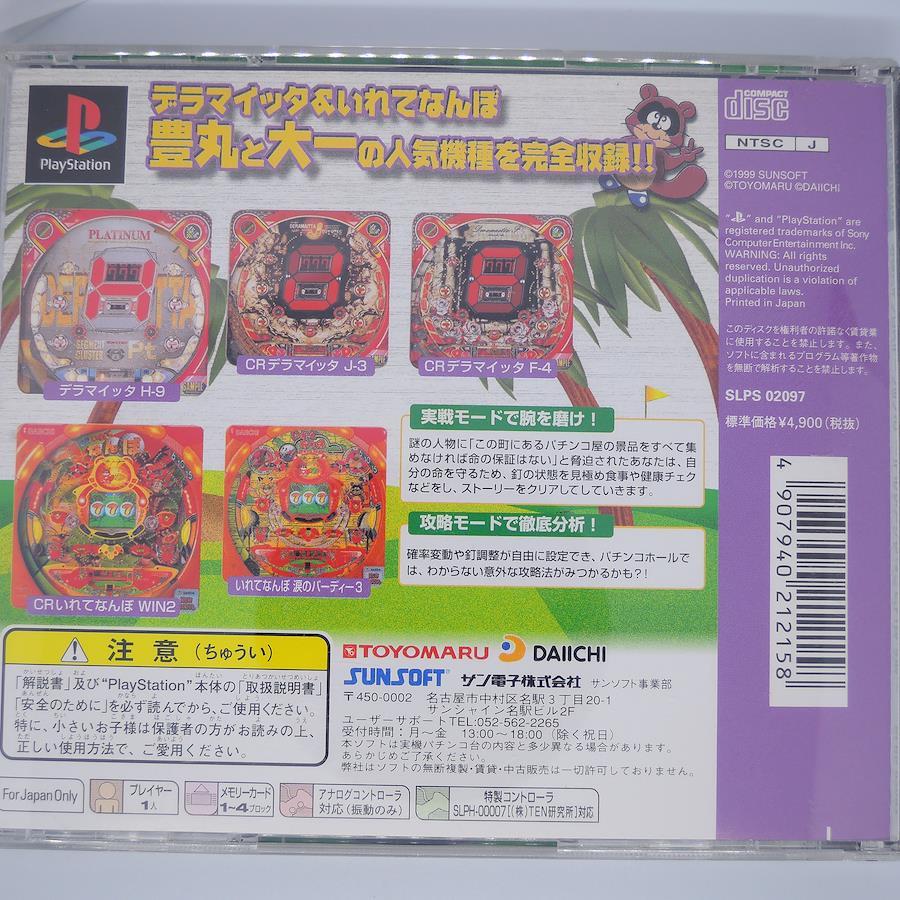 PlayStation
デラマイッタ&いれてなんぼ
豊丸と大一の人気機種を完全収録!!
COMPACT
disc
NTSC J
©1999 SUNSOFT
©TOYOMARU ©DAIICHI
"PS" and "PlayStation" are
registered trademarks of Sony
Computer Entertainment Inc.
WARNING: All rights
reserved. Unauthorized
duplication is a violation of
applicable laws.
Printed in Japan
このディスクを権利者の許諾なく賃貸業
に使用することを禁止します。また、
ソフトに含まれるプログラム等著作物
を無断で解析することを禁止します。
SLPS 02097
標準価格¥4,900(税抜)
4 907940 212158
PLATINUM
777
デラマイッタ H-9
CRデラマイッタ J-3
CRデラマイッタ F-4
DAIICHI
CRいれてなんぼ WIN2
DAIICHI
いれてなんぼ 涙のバーディー3
実戦モードで腕を磨け!
謎の人物に「この町にあるパチンコ屋の景品をすべて集
めなければ命の保証はない」と脅迫されたあなたは、自
分の命を守るため、釘の状態を見極め食事や健康チェク
などをし、ストーリーをクリアしてしていきます。
攻略モードで徹底分析!
確率変動や釘調整が自由に設定でき、パチンコホールで
は、わからない意外な攻略法がみつかるかも?!
注意(ちゅうい)
「解説書」及び"PlayStation"本体の「取扱説明書」
「安全のために」を必ず読んでから、ご使用ください。
特に、小さいお子様は保護者の方がお読みの上、
正しい使用方法で、ご愛用ください。
TOYOMARU DAIICHI
SUNSOFT サン電子株式会社 サンソフト事業部
〒450-0002 名古屋市中村区名駅3丁目20-1
サンシャイン名駅ビル2F
ユーザーサポートTEL:052-562-2265
受付時間:月〜金 13:00〜18:00(除く祝日)
本ソフトは実機パチンコ台の内容と多少異なる場合があります。
あらかじめご了承ください。
弊社はソフトの無断複製・賃貸・中古販売は一切許可しておりません。
For Japan Only
プレイヤー
1人
メモリーカード
1〜4ブロック
アナログコントローラ
対応(振動のみ)
特製コントローラ
SLPH-00007[(株)TEN研究所]対応